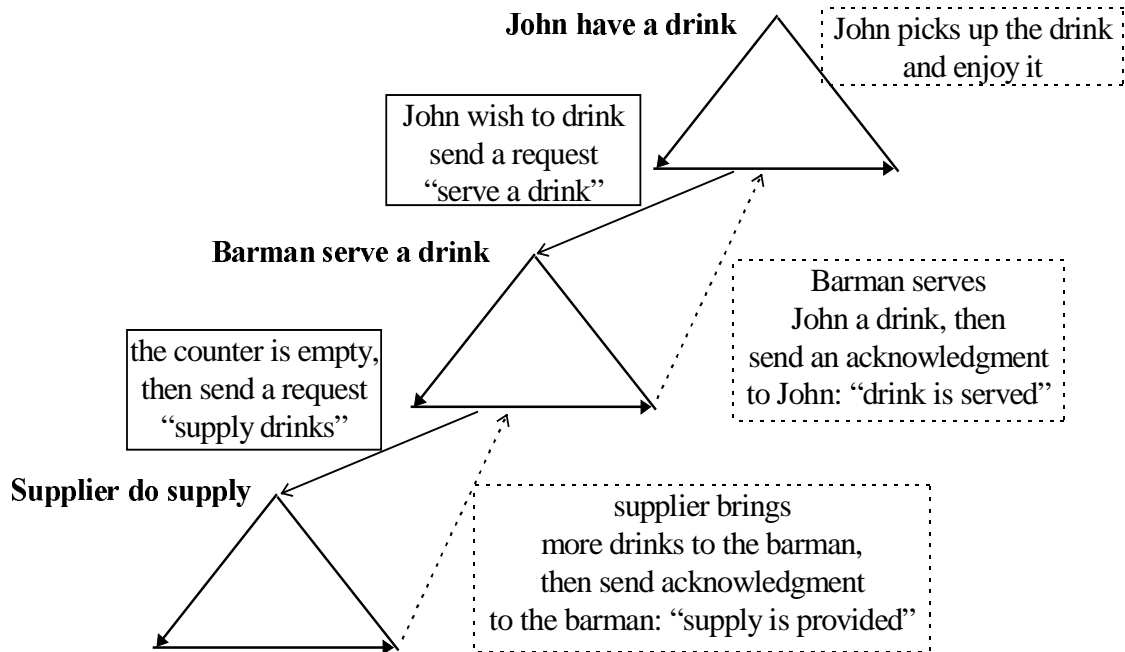 John have a drink
John picks up the drink
and enjoy it
John wish to drink
send a request
“serve a drink”
Barman serve a drink
Barman serves
John a drink, then
send an acknowledgment
to John: “drink is served”
the counter is empty,
then send a request
“supply drinks”
Supplier do supply
supplier brings
more drinks to the barman,
then send acknowledgment
to the barman: “supply is provided”